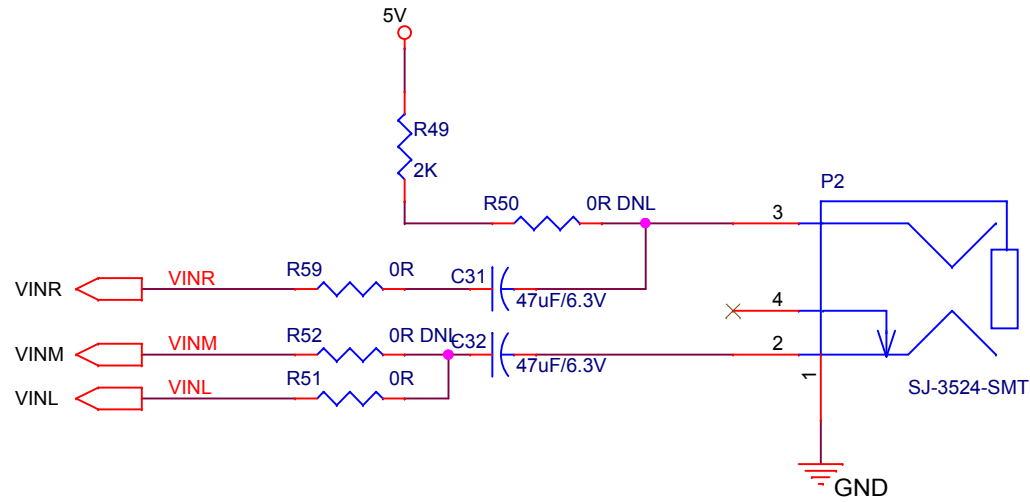 5V
R49
2K
P2
R50 0R DNL
3
VINR VINR R59 0R C31
47uF/6.3V
4
VINM VINM R52 0R DNL C32
2
47uF/6.3V
VINL VINL R51 0R
1
SJ-3524-SMT
GND